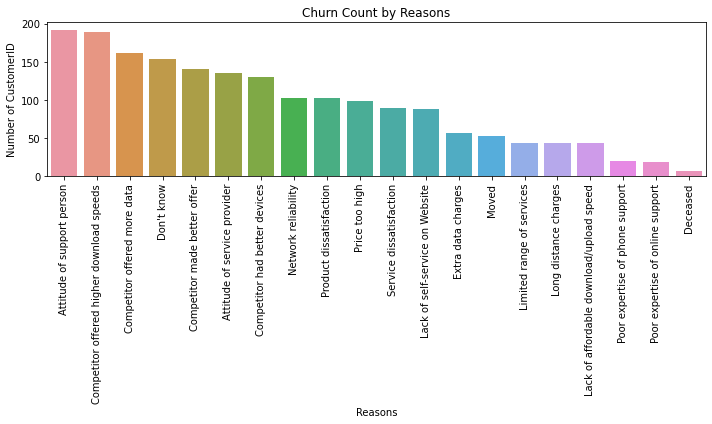 Churn Count by Reasons
Number of CustomerID
200
150
100
50
0
Attitude of support person
Competitor offered higher download speeds
Competitor offered more data
Don't know
Competitor made better offer
Attitude of service provider
Competitor had better devices
Network reliability
Product dissatisfaction
Price too high
Service dissatisfaction
Lack of self-service on Website
Extra data charges
Moved
Limited range of services
Long distance charges
Lack of affordable download/upload speed
Poor expertise of phone support
Poor expertise of online support
Deceased
Reasons